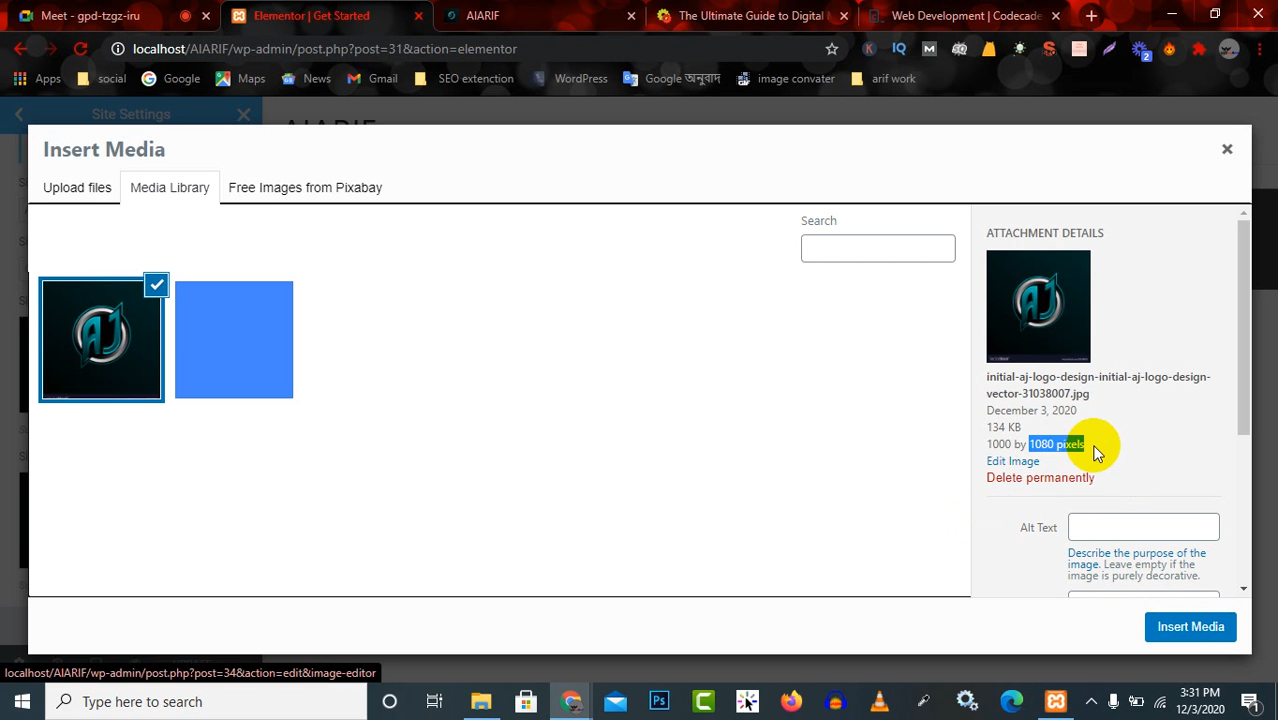 Meet - gpd-tzgz-iru
Elementor | Get Started
AIARIF
The Ultimate Guide to Digital M
Web Development | Codecade
localhost/AIARIF/wp-admin/post.php?post=31&action=elementor
Apps
social
Google
Maps
News
Gmail
SEO extenction
WordPress
Google অনুবাদ
image convater
arif work
Site Settings
Insert Media
Upload files
Media Library
Free Images from Pixabay
Search
ATTACHMENT DETAILS
initial-aj-logo-design-initial-aj-logo-design-
vector-31038007.jpg
December 3, 2020
134 KB
1000 by 1080 pixels
Edit Image
Delete permanently
Alt Text
Describe the purpose of the
image. Leave empty if the
image is purely decorative.
Insert Media
localhost/AIARIF/wp-admin/post.php?post=34&action=edit&image-editor
Type here to search
3:31 PM
12/3/2020